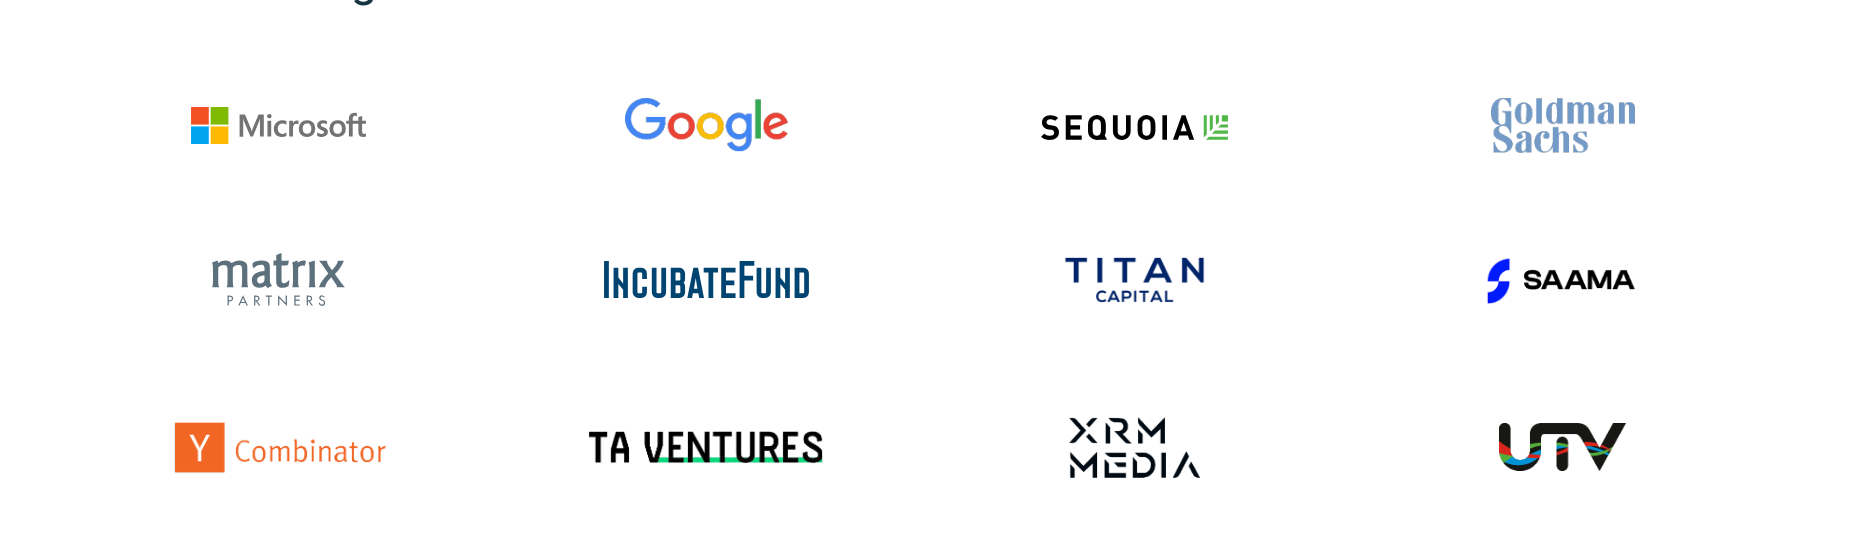 Microsoft
Google
SEQUOIA
Goldman
Sachs
matrix
PARTNERS
INCUBATEFUND
TITAN
CAPITAL
SAAMA
Y Combinator
TA VENTURES
XRM
MEDIA
UTV